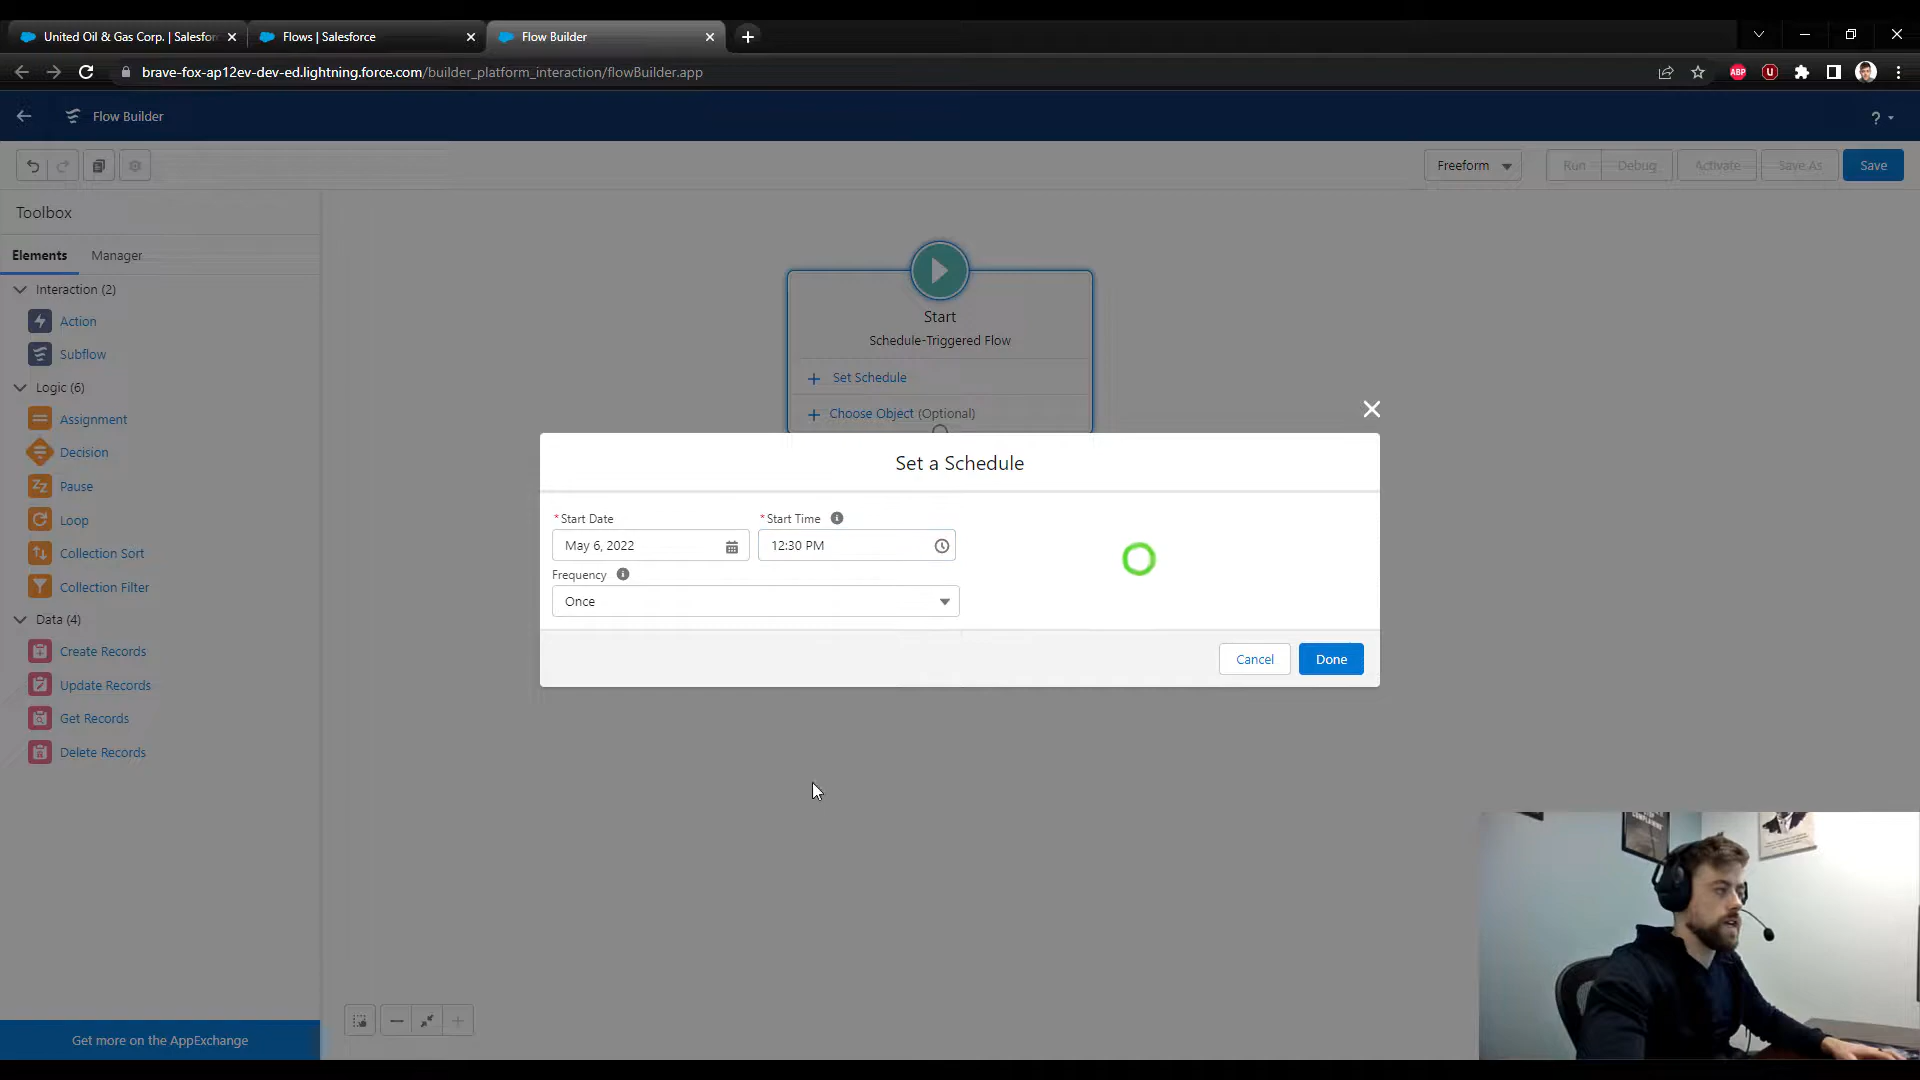 United Oil & Gas Corp. | Salesfor
Flows | Salesforce
Flow Builder
brave-fox-ap12ev-dev-ed.lightning.force.com/builder_platform_interaction/flowBuilder.app
ABP
U
Flow Builder
?
Freeform
Run
Debug
Activate
Save As
Save
Toolbox
Elements
Manager
Interaction (2)
Action
Subflow
Logic (6)
Assignment
Decision
Pause
Loop
Collection Sort
Collection Filter
Data (4)
Create Records
Update Records
Get Records
Delete Records
Get more on the AppExchange
Start
Schedule-Triggered Flow
+ Set Schedule
+ Choose Object (Optional)
Set a Schedule
*Start Date
*Start Time
May 6, 2022
12:30 PM
Frequency
Once
Cancel
Done